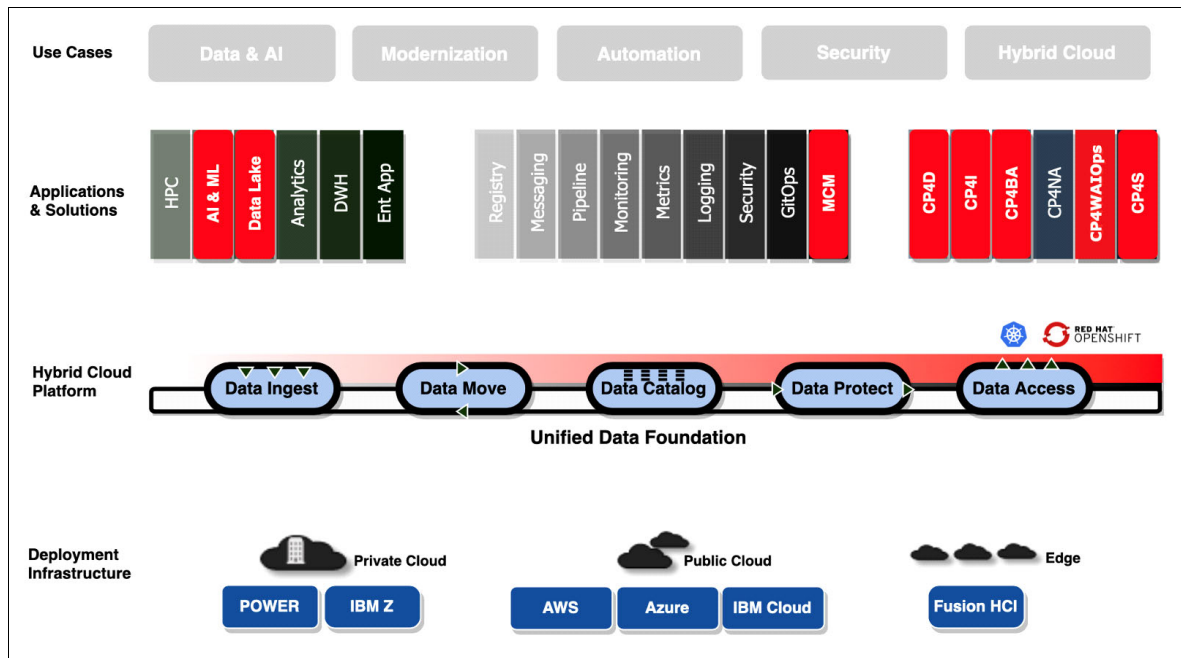 Use Cases
Data & AI
Modernization
Automation
Security
Hybrid Cloud
Applications
& Solutions
HPC
AI & ML
Data Lake
Analytics
DWH
Ent App
Registry
Messaging
Pipeline
Monitoring
Metrics
Logging
Security
GitOps
MCM
CP4D
CP4I
CP4BA
CP4NA
CP4WAIOps
CP4S
RED HAT
OPENSHIFT
Hybrid Cloud
Platform
Data Ingest
Data Move
Data Catalog
Data Protect
Data Access
Unified Data Foundation
Deployment
Infrastructure
Private Cloud
Public Cloud
Edge
POWER
IBM Z
AWS
Azure
IBM Cloud
Fusion HCI